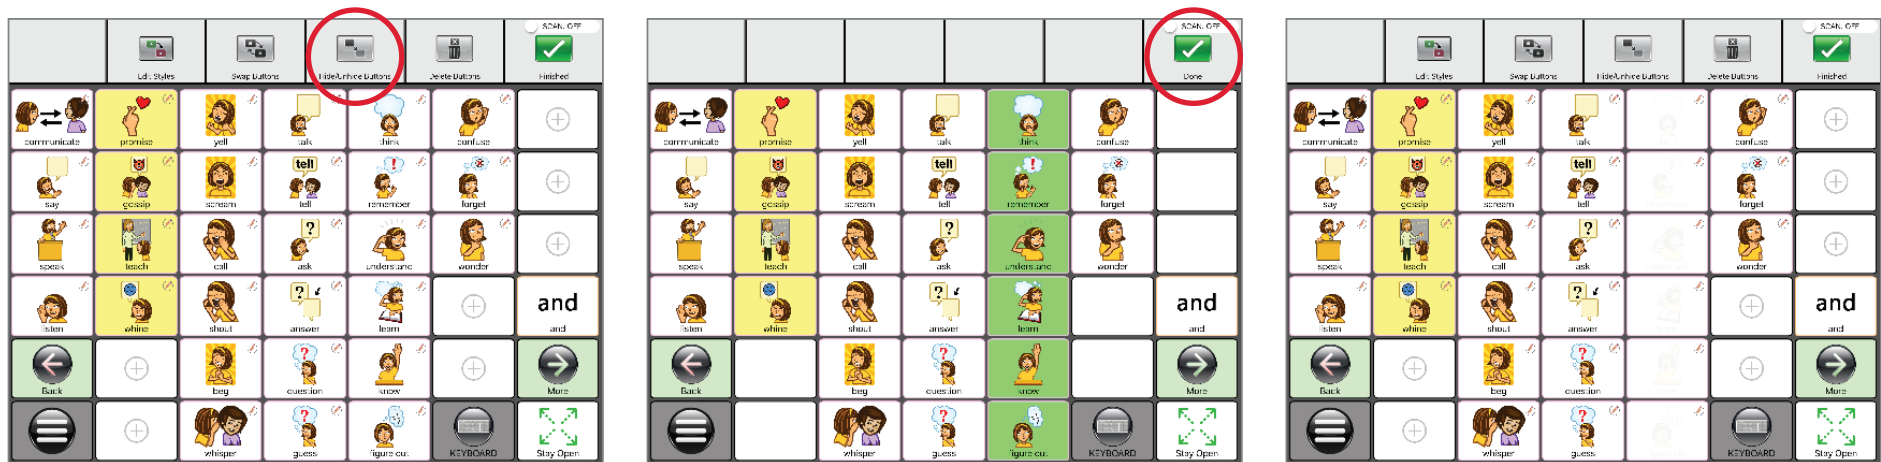 SCAN: OFF
Edit Styles Swap Buttons Hide/Unhide Buttons Delete Buttons Finished
communicate promise yell talk think confuse
tell
say gossip scream tell remember forget
?
speak teach call ask understand wonder
? and
listen whine shout answer learn and
?
Back beg question know More
?
whisper guess figure out KEYBOARD Stay Open
SCAN: OFF
Done
communicate promise yell talk think confuse
tell
say gossip scream tell remember forget
?
speak teach call ask understand wonder
? and
listen whine shout answer learn and
?
Back beg question know More
?
whisper guess figure out KEYBOARD Stay Open
SCAN: OFF
Edit Styles Swap Buttons Hide/Unhide Buttons Delete Buttons Finished
communicate promise yell talk confuse
tell
say gossip scream tell forget
?
speak teach call ask wonder
? and
listen whine shout answer and
?
Back beg question More
?
whisper guess KEYBOARD Stay Open